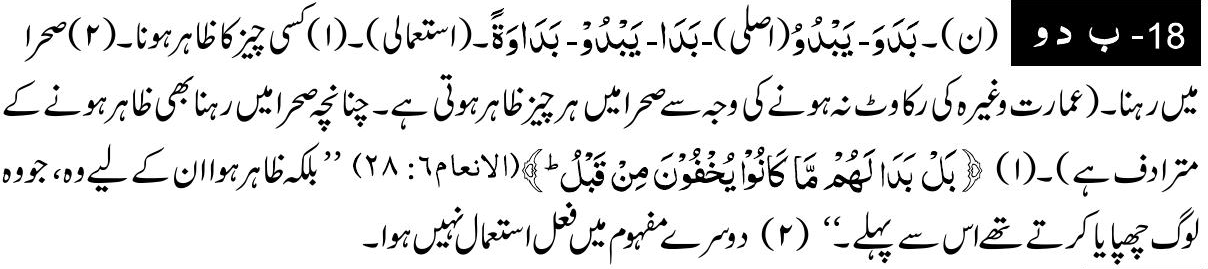 18- ب د و (ن)۔ بَدَوَ۔ یَبْدُوُ (اصلی)۔ بَدَا۔ یَبْدُوْ۔ بَدَاوَۃً۔ (استعمالی)۔ (۱) کسی چیز کا ظاہر ہونا۔ (۲) صحرا
میں رہنا۔ (عمارت وغیرہ کی رکاوٹ نہ ہونے کی وجہ سے صحرا میں ہر چیز ظاہر ہوتی ہے۔ چنانچہ صحرا میں رہنا بھی ظاہر ہونے کے
مترادف ہے)۔ (۱) ﴿بَلْ بَدَا لَهُمْ مَّا كَانُوْا يُخْفُوْنَ مِنْ قَبْلُ ؕ﴾ (الانعام ۶: ۲۸) ’’بلکہ ظاہر ہوا ان کے لیے وہ، جو وہ
لوگ چھپایا کرتے تھے اس سے پہلے۔‘‘ (۲) دوسرے مفہوم میں فعل استعمال نہیں ہوا۔